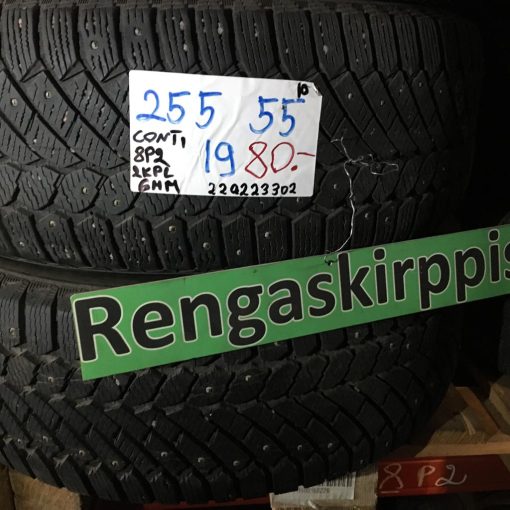 255 55
10
CONTI
8P2
2KPL
6MM
19 80.-
220223302
Rengaskirppis
8P2